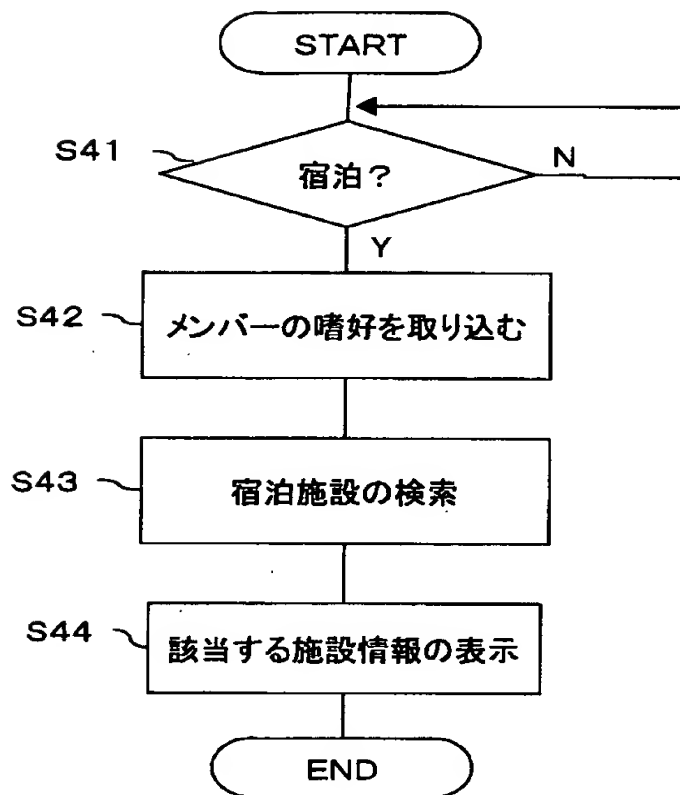 START
S41
宿泊?
N
Y
S42
メンバーの嗜好を取り込む
S43
宿泊施設の検索
S44
該当する施設情報の表示
END